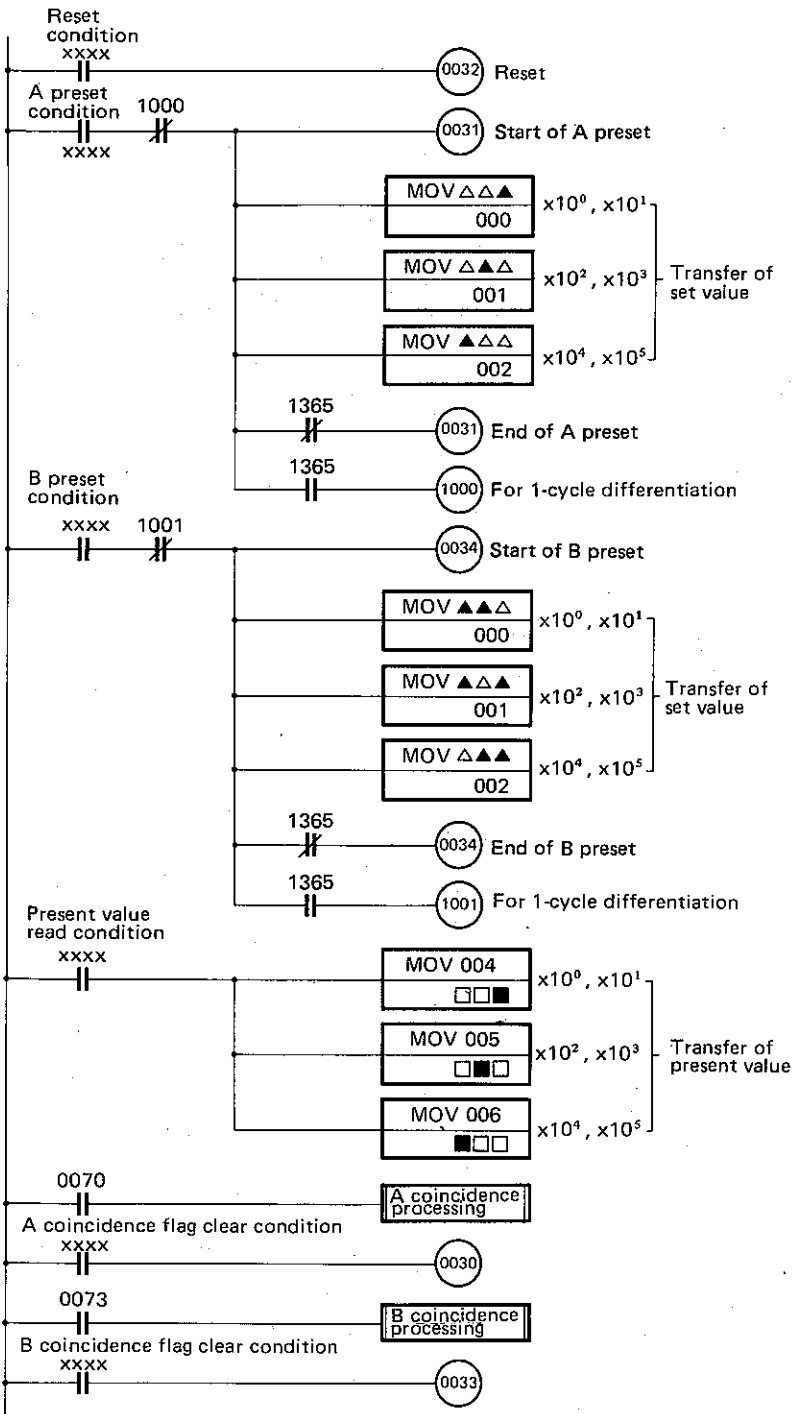 Reset
condition
xxxx
0032 Reset
A preset
condition
1000
xxxx
0031 Start of A preset
MOV △△▲
000
x10⁰, x10¹
MOV △▲△
001
x10², x10³
Transfer of
set value
MOV ▲△△
002
x10⁴, x10⁵
1365
0031 End of A preset
1365
1000 For 1-cycle differentiation
B preset
condition
xxxx 1001
0034 Start of B preset
MOV ▲▲△
000
x10⁰, x10¹
MOV ▲△▲
001
x10², x10³
Transfer of
set value
MOV △▲▲
002
x10⁴, x10⁵
1365
0034 End of B preset
1365
1001 For 1-cycle differentiation
Present value
read condition
xxxx
MOV 004
□□■
x10⁰, x10¹
MOV 005
□■□
x10², x10³
Transfer of
present value
MOV 006
■□□
x10⁴, x10⁵
0070
A coincidence
processing
A coincidence flag clear condition
xxxx
0030
0073
B coincidence
processing
B coincidence flag clear condition
xxxx
0033